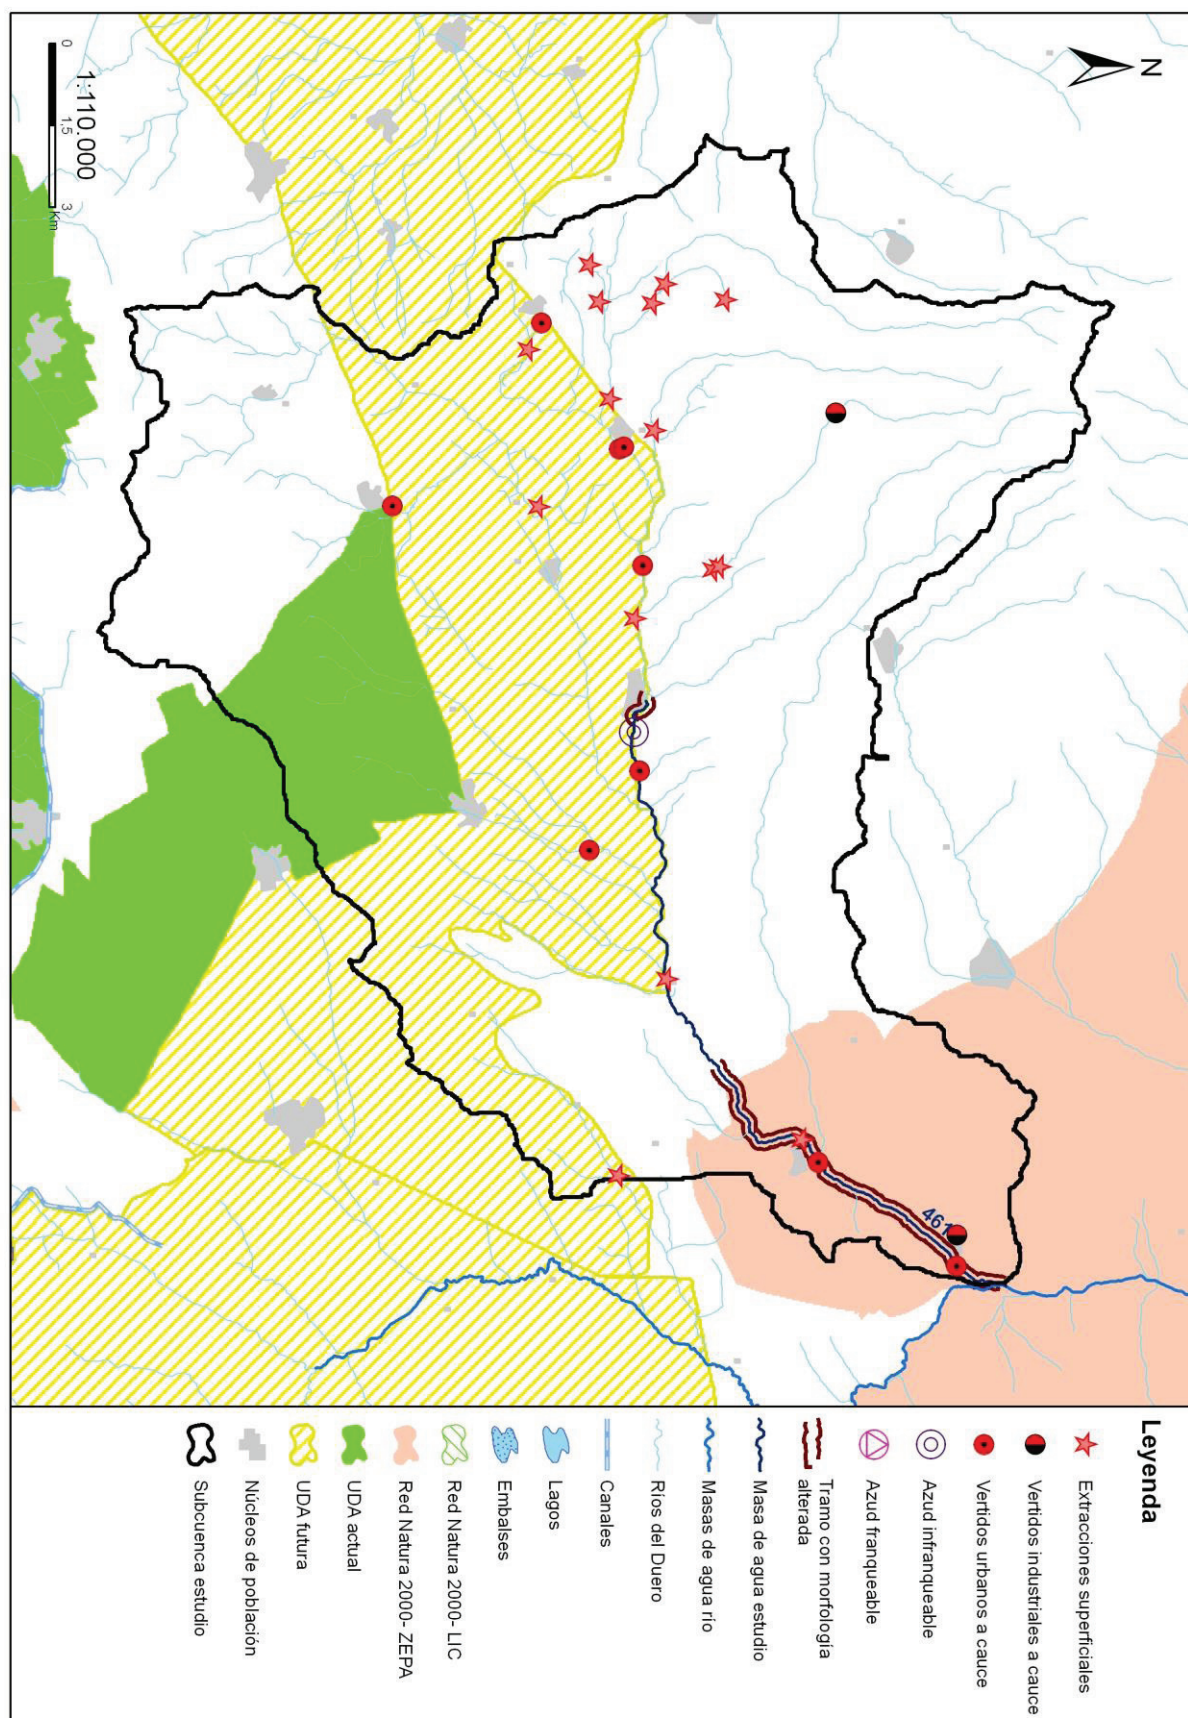 N
1:110.000
0 1,5 3
Km
461
Leyenda
Extracciones superficiales
Vertidos industriales a cauce
Vertidos urbanos a cauce
Azud infranqueable
Azud franqueable
Tramo con morfología
alterada
Masa de agua estudio
Masas de agua río
Ríos del Duero
Canales
Lagos
Embalses
Red Natura 2000- LIC
Red Natura 2000- ZEPA
UDA actual
UDA futura
Núcleos de población
Subcuenca estudio